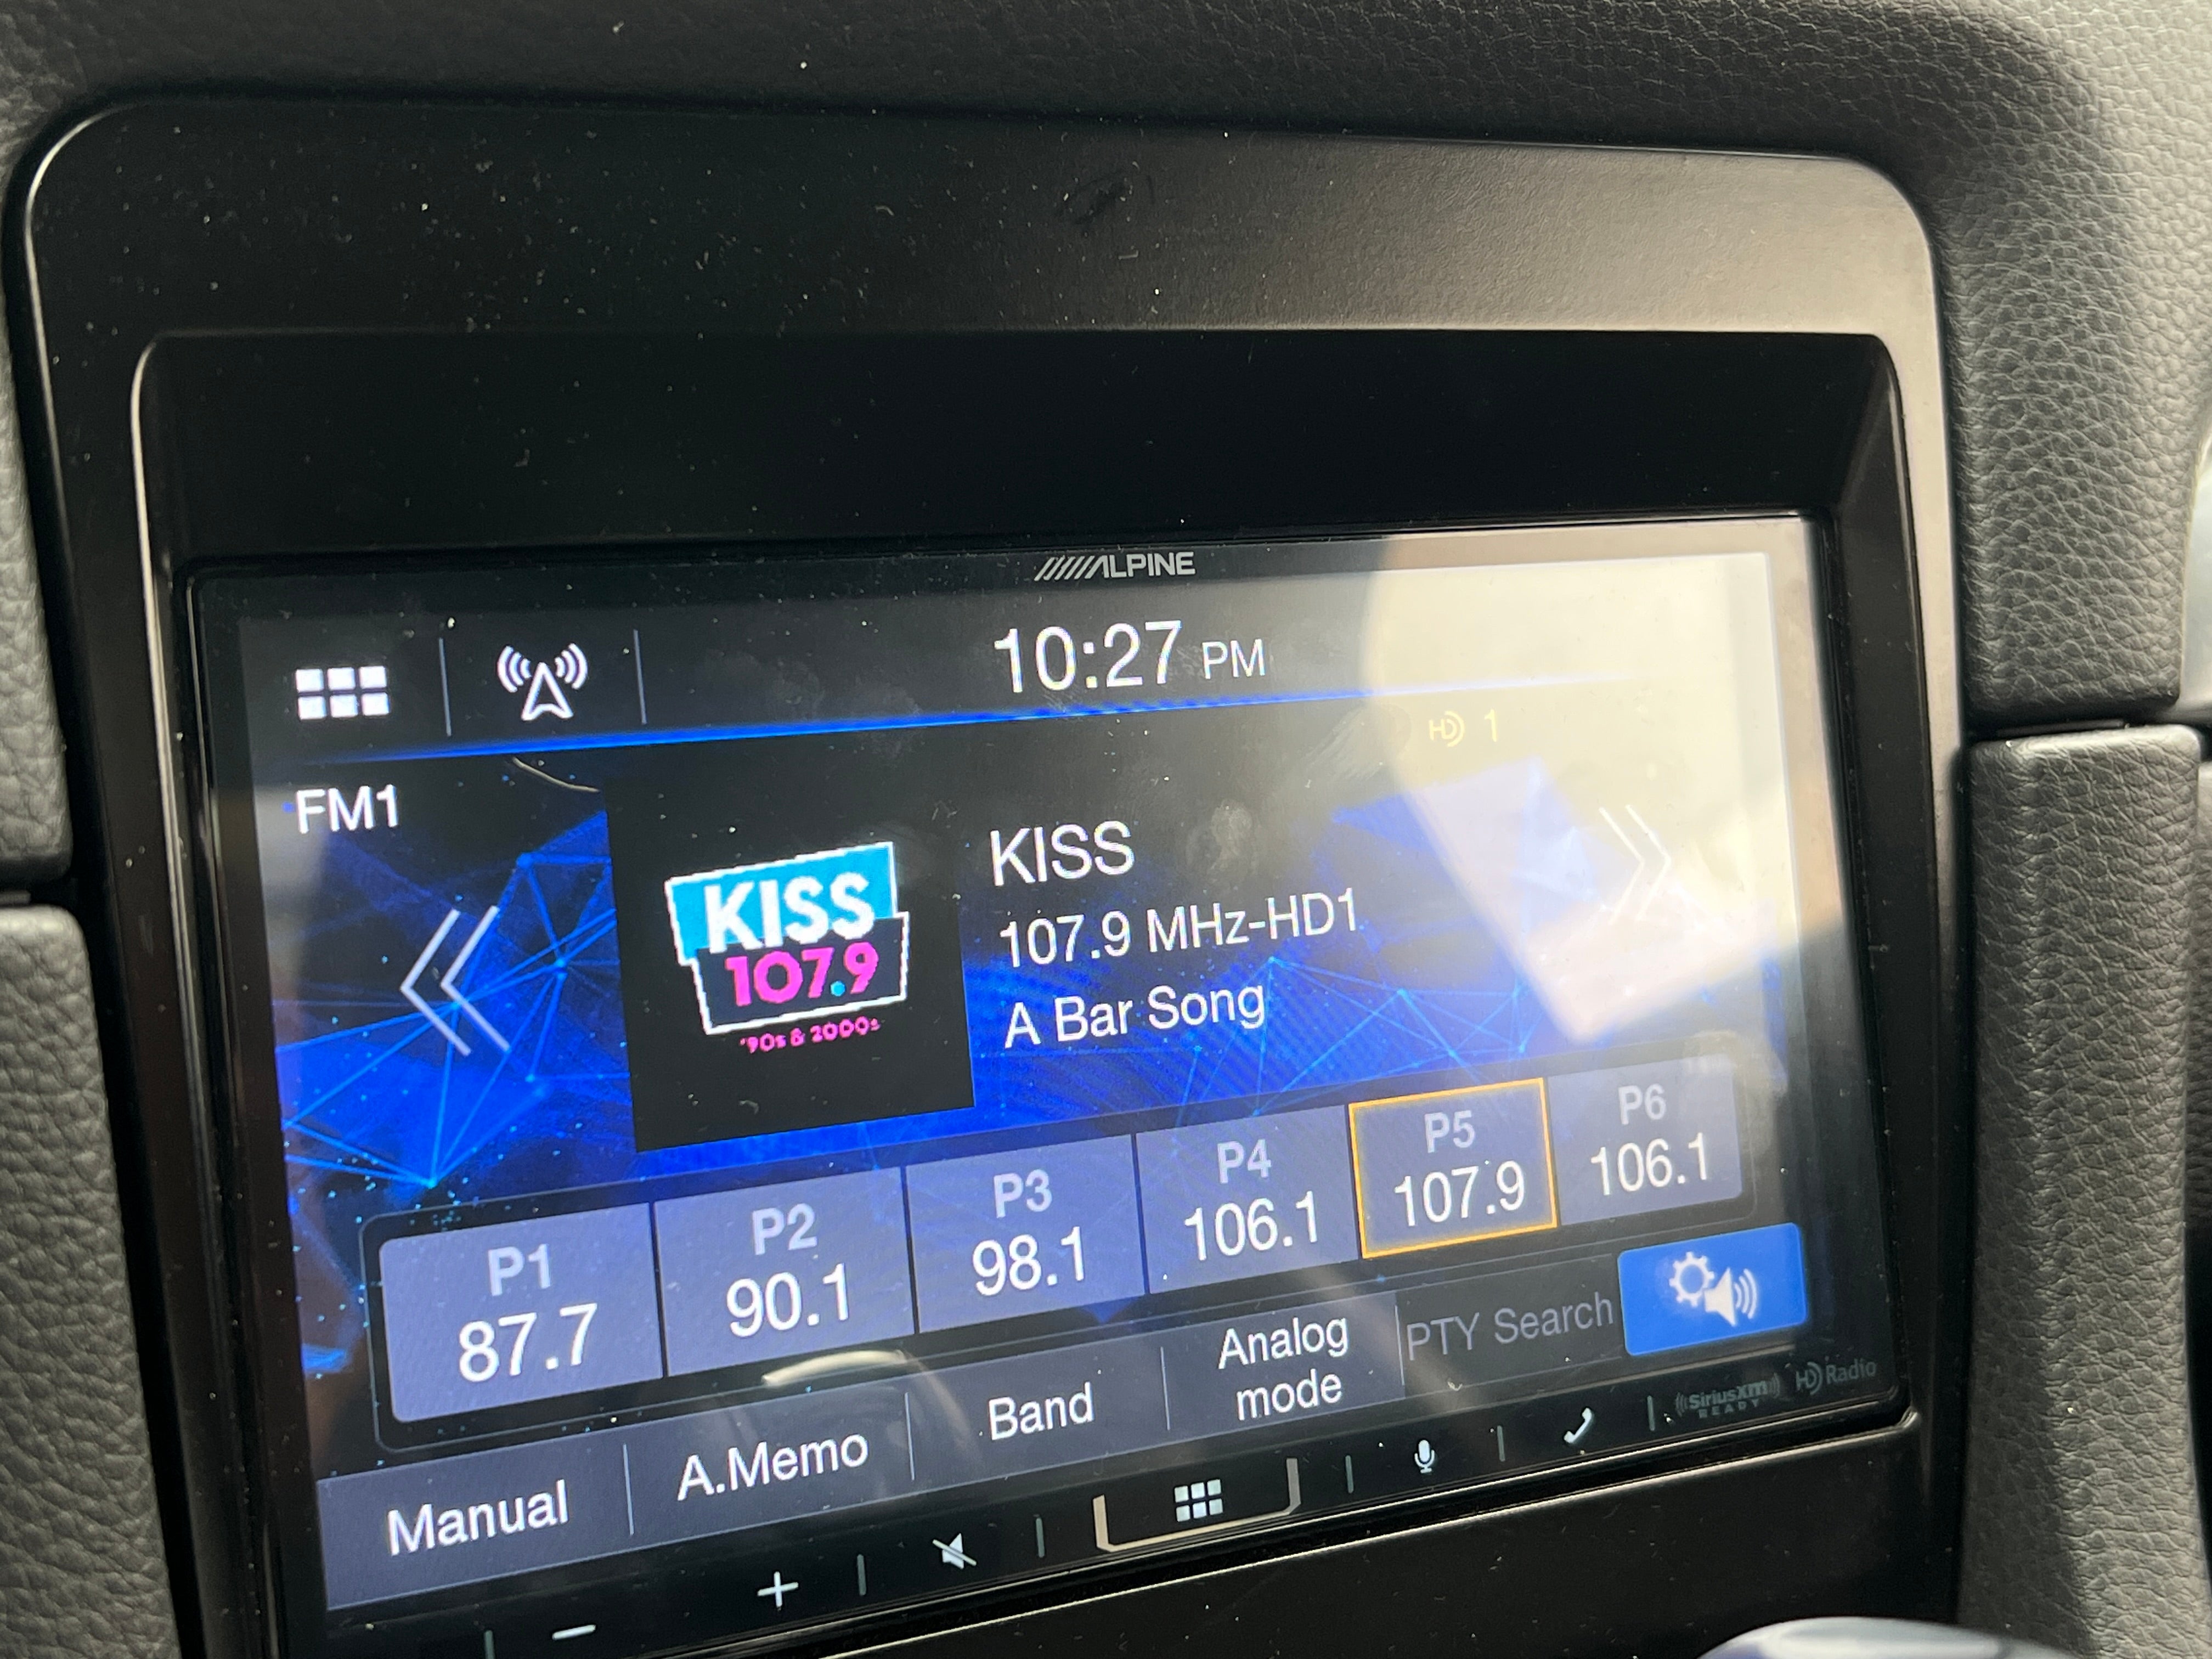 ALPINE
10:27 PM
HD 1
FM1
KISS
107.9
'90s & 2000s
KISS
107.9 MHz-HD1
A Bar Song
P1
87.7
P2
90.1
P3
98.1
P4
106.1
P5
107.9
P6
106.1
Manual
A.Memo
Band
Analog
mode
PTY Search
SiriusXM
READY
HD Radio